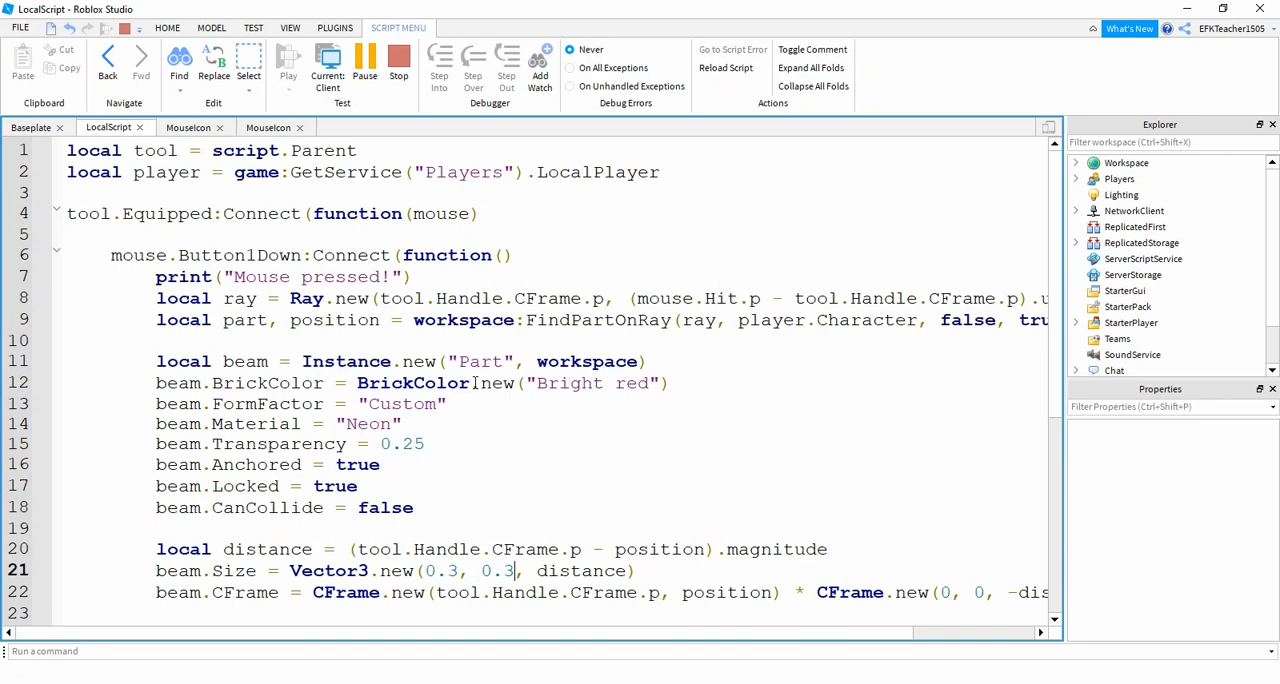 LocalScript - Roblox Studio
FILE HOME MODEL TEST VIEW PLUGINS SCRIPT MENU What's New EFKTeacher1505
Paste Cut Copy Back Fwd Find Replace Select Play Current: Client Pause Stop Step Into Step Over Step Out Add Watch
Never
On All Exceptions
On Unhandled Exceptions
Go to Script Error
Reload Script
Toggle Comment
Expand All Folds
Collapse All Folds
Clipboard Navigate Edit Test Debugger Debug Errors Actions
Baseplate LocalScript MouseIcon MouseIcon
1 local tool = script.Parent
2 local player = game:GetService("Players").LocalPlayer
3
4 tool.Equipped:Connect(function(mouse)
5
6 mouse.Button1Down:Connect(function()
7 print("Mouse pressed!")
8 local ray = Ray.new(tool.Handle.CFrame.p, (mouse.Hit.p - tool.Handle.CFrame.p).u
9 local part, position = workspace:FindPartOnRay(ray, player.Character, false, tru
10
11 local beam = Instance.new("Part", workspace)
12 beam.BrickColor = BrickColor.new("Bright red")
13 beam.FormFactor = "Custom"
14 beam.Material = "Neon"
15 beam.Transparency = 0.25
16 beam.Anchored = true
17 beam.Locked = true
18 beam.CanCollide = false
19
20 local distance = (tool.Handle.CFrame.p - position).magnitude
21 beam.Size = Vector3.new(0.3, 0.3, distance)
22 beam.CFrame = CFrame.new(tool.Handle.CFrame.p, position) * CFrame.new(0, 0, -dis
23
Run a command
Explorer
Filter workspace (Ctrl+Shift+X)
Workspace
Players
Lighting
NetworkClient
ReplicatedFirst
ReplicatedStorage
ServerScriptService
ServerStorage
StarterGui
StarterPack
StarterPlayer
Teams
SoundService
Chat
Properties
Filter Properties (Ctrl+Shift+P)